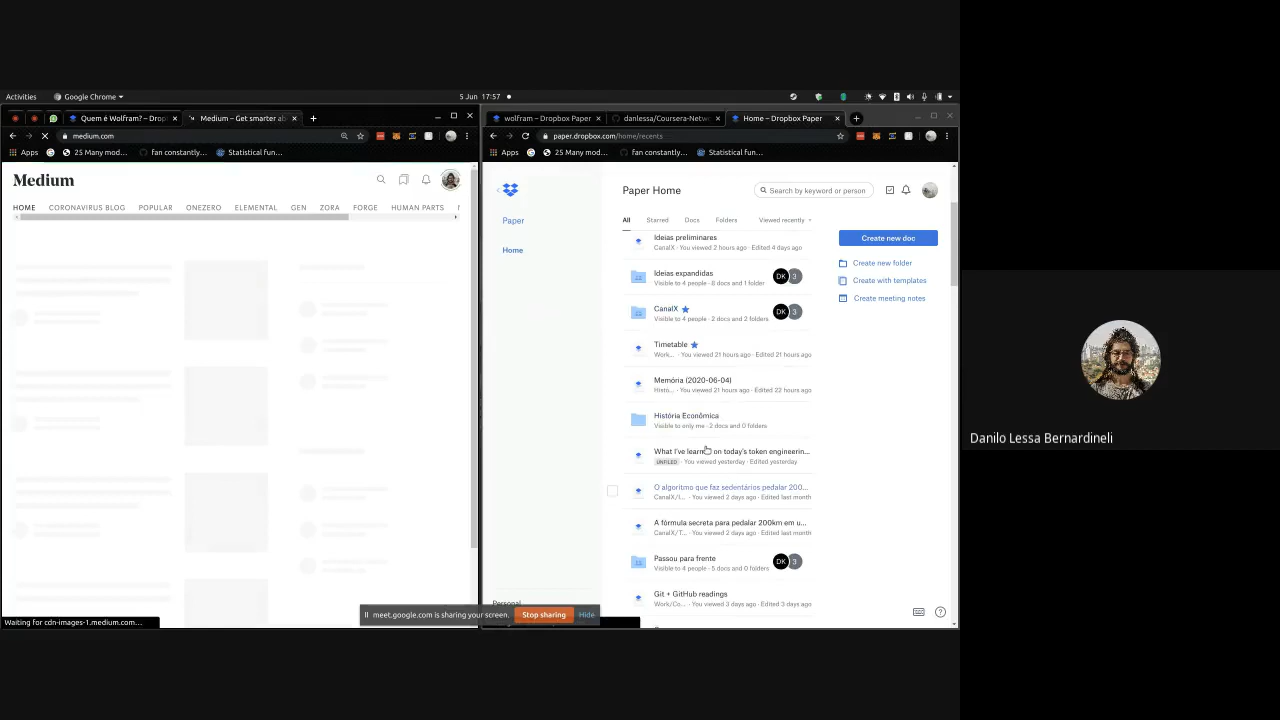 Activities
Google Chrome
5 Jun 17:57
Quem é Wolfram? – Drop
Medium – Get smarter ab
medium.com
Apps
25 Many mod...
fan constantly...
Statistical fun...
Medium
HOME
CORONAVIRUS BLOG
POPULAR
ONEZERO
ELEMENTAL
GEN
ZORA
FORGE
HUMAN PARTS
Waiting for cdn-images-1.medium.com...
wolfram – Dropbox Paper
danlessa/Coursera-Netw
Home – Dropbox Paper
paper.dropbox.com/home/recents
Apps
25 Many mod...
fan constantly...
Statistical fun...
Paper
Home
Personal
Paper Home
Search by keyword or person
All
Starred
Docs
Folders
Viewed recently
Ideias preliminares
CanalX · You viewed 2 hours ago · Edited 4 days ago
Ideias expandidas
Visible to 4 people · 6 docs and 1 folder
DK 3
CanalX
Visible to 4 people · 2 docs and 2 folders
DK 3
Timetable
Work... · You viewed 21 hours ago · Edited 21 hours ago
Memória (2020-06-04)
Histó... · You viewed 21 hours ago · Edited 22 hours ago
História Econômica
Visible to only me · 2 docs and 0 folders
What I've learn on today's token engineerin...
UNFILED · You viewed yesterday · Edited yesterday
O algoritmo que faz sedentários pedalar 200...
CanalX/I... · You viewed 2 days ago · Edited last month
A fórmula secreta para pedalar 200km em u...
CanalX/T... · You viewed 2 days ago · Edited last month
Passou para frente
Visible to 4 people · 5 docs and 0 folders
DK 3
Git + GitHub readings
Work/Co... · You viewed 3 days ago · Edited 3 days ago
Create new doc
Create new folder
Create with templates
Create meeting notes
meet.google.com is sharing your screen.
Stop sharing
Hide
Danilo Lessa Bernardineli